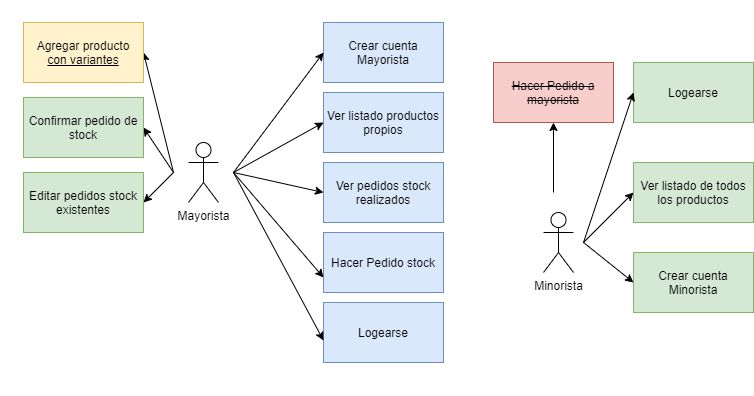 Agregar producto
con variantes
Confirmar pedido de
stock
Editar pedidos stock
existentes
Mayorista
Crear cuenta
Mayorista
Ver listado productos
propios
Ver pedidos stock
realizados
Hacer Pedido stock
Logearse
Hacer Pedido a
mayorista
Minorista
Logearse
Ver listado de todos
los productos
Crear cuenta
Minorista